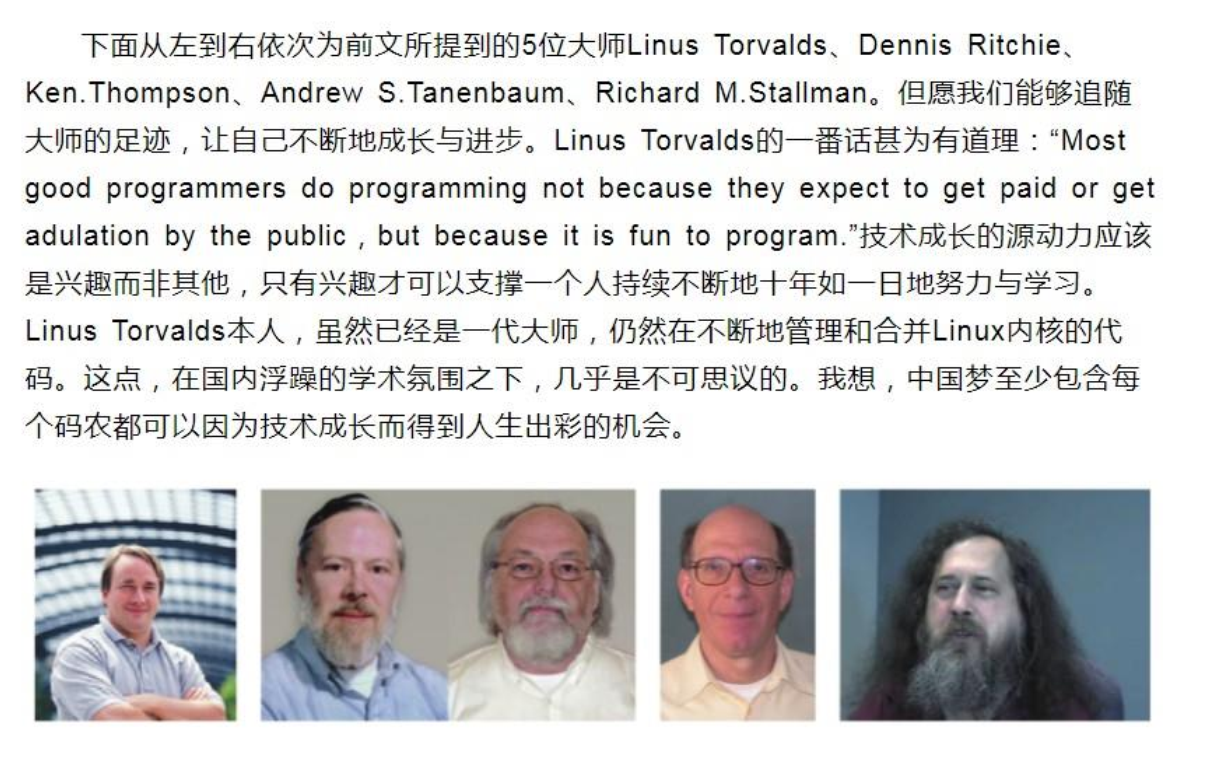 下面从左到右依次为前文所提到的5位大师Linus Torvalds、Dennis Ritchie、
Ken.Thompson、Andrew S.Tanenbaum、Richard M.Stallman。但愿我们能够追随
大师的足迹，让自己不断地成长与进步。Linus Torvalds的一番话甚为有道理：“Most
good programmers do programming not because they expect to get paid or get
adulation by the public，but because it is fun to program.”技术成长的源动力应该
是兴趣而非其他，只有兴趣才可以支撑一个人持续不断地十年如一日地努力与学习。
Linus Torvalds本人，虽然已经是一代大师，仍然在不断地管理和合并Linux内核的代
码。这点，在国内浮躁的学术氛围之下，几乎是不可思议的。我想，中国梦至少包含每
个码农都可以因为技术成长而得到人生出彩的机会。